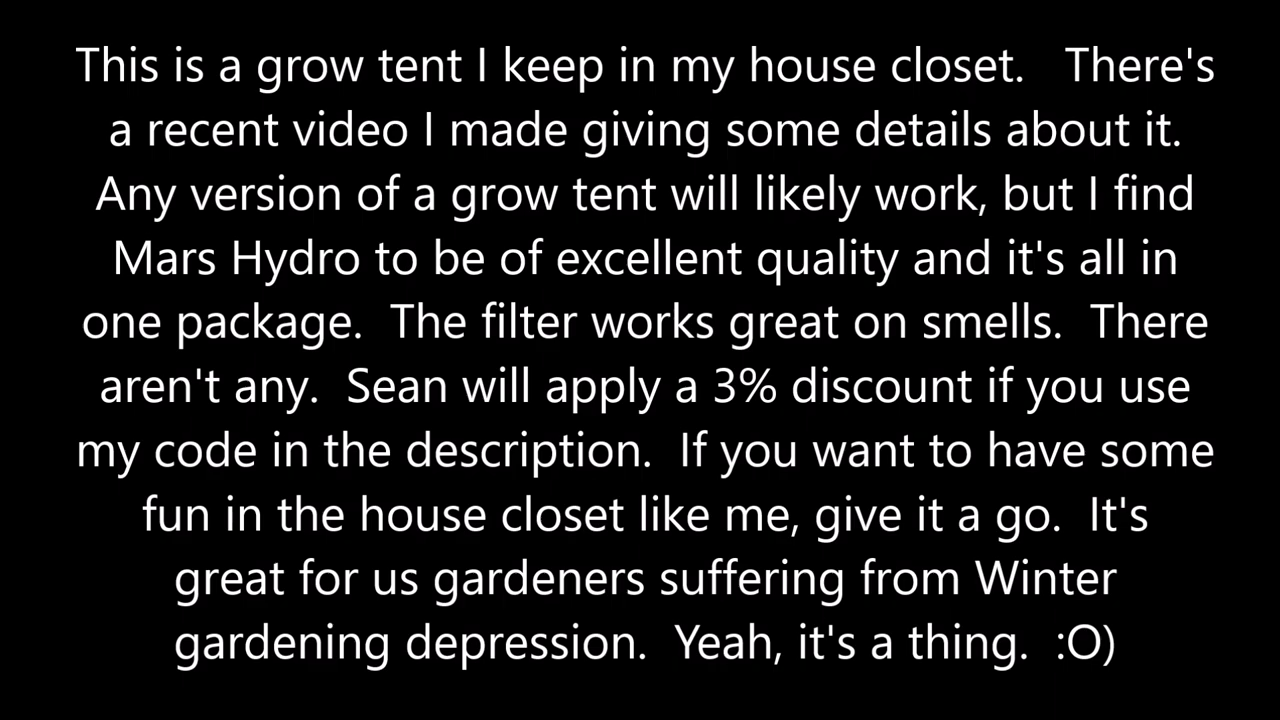 This is a grow tent I keep in my house closet.   There's
a recent video I made giving some details about it.
Any version of a grow tent will likely work, but I find
Mars Hydro to be of excellent quality and it's all in
one package.  The filter works great on smells.  There
aren't any.  Sean will apply a 3% discount if you use
my code in the description.  If you want to have some
fun in the house closet like me, give it a go.  It's
great for us gardeners suffering from Winter
gardening depression.  Yeah, it's a thing.  :O)